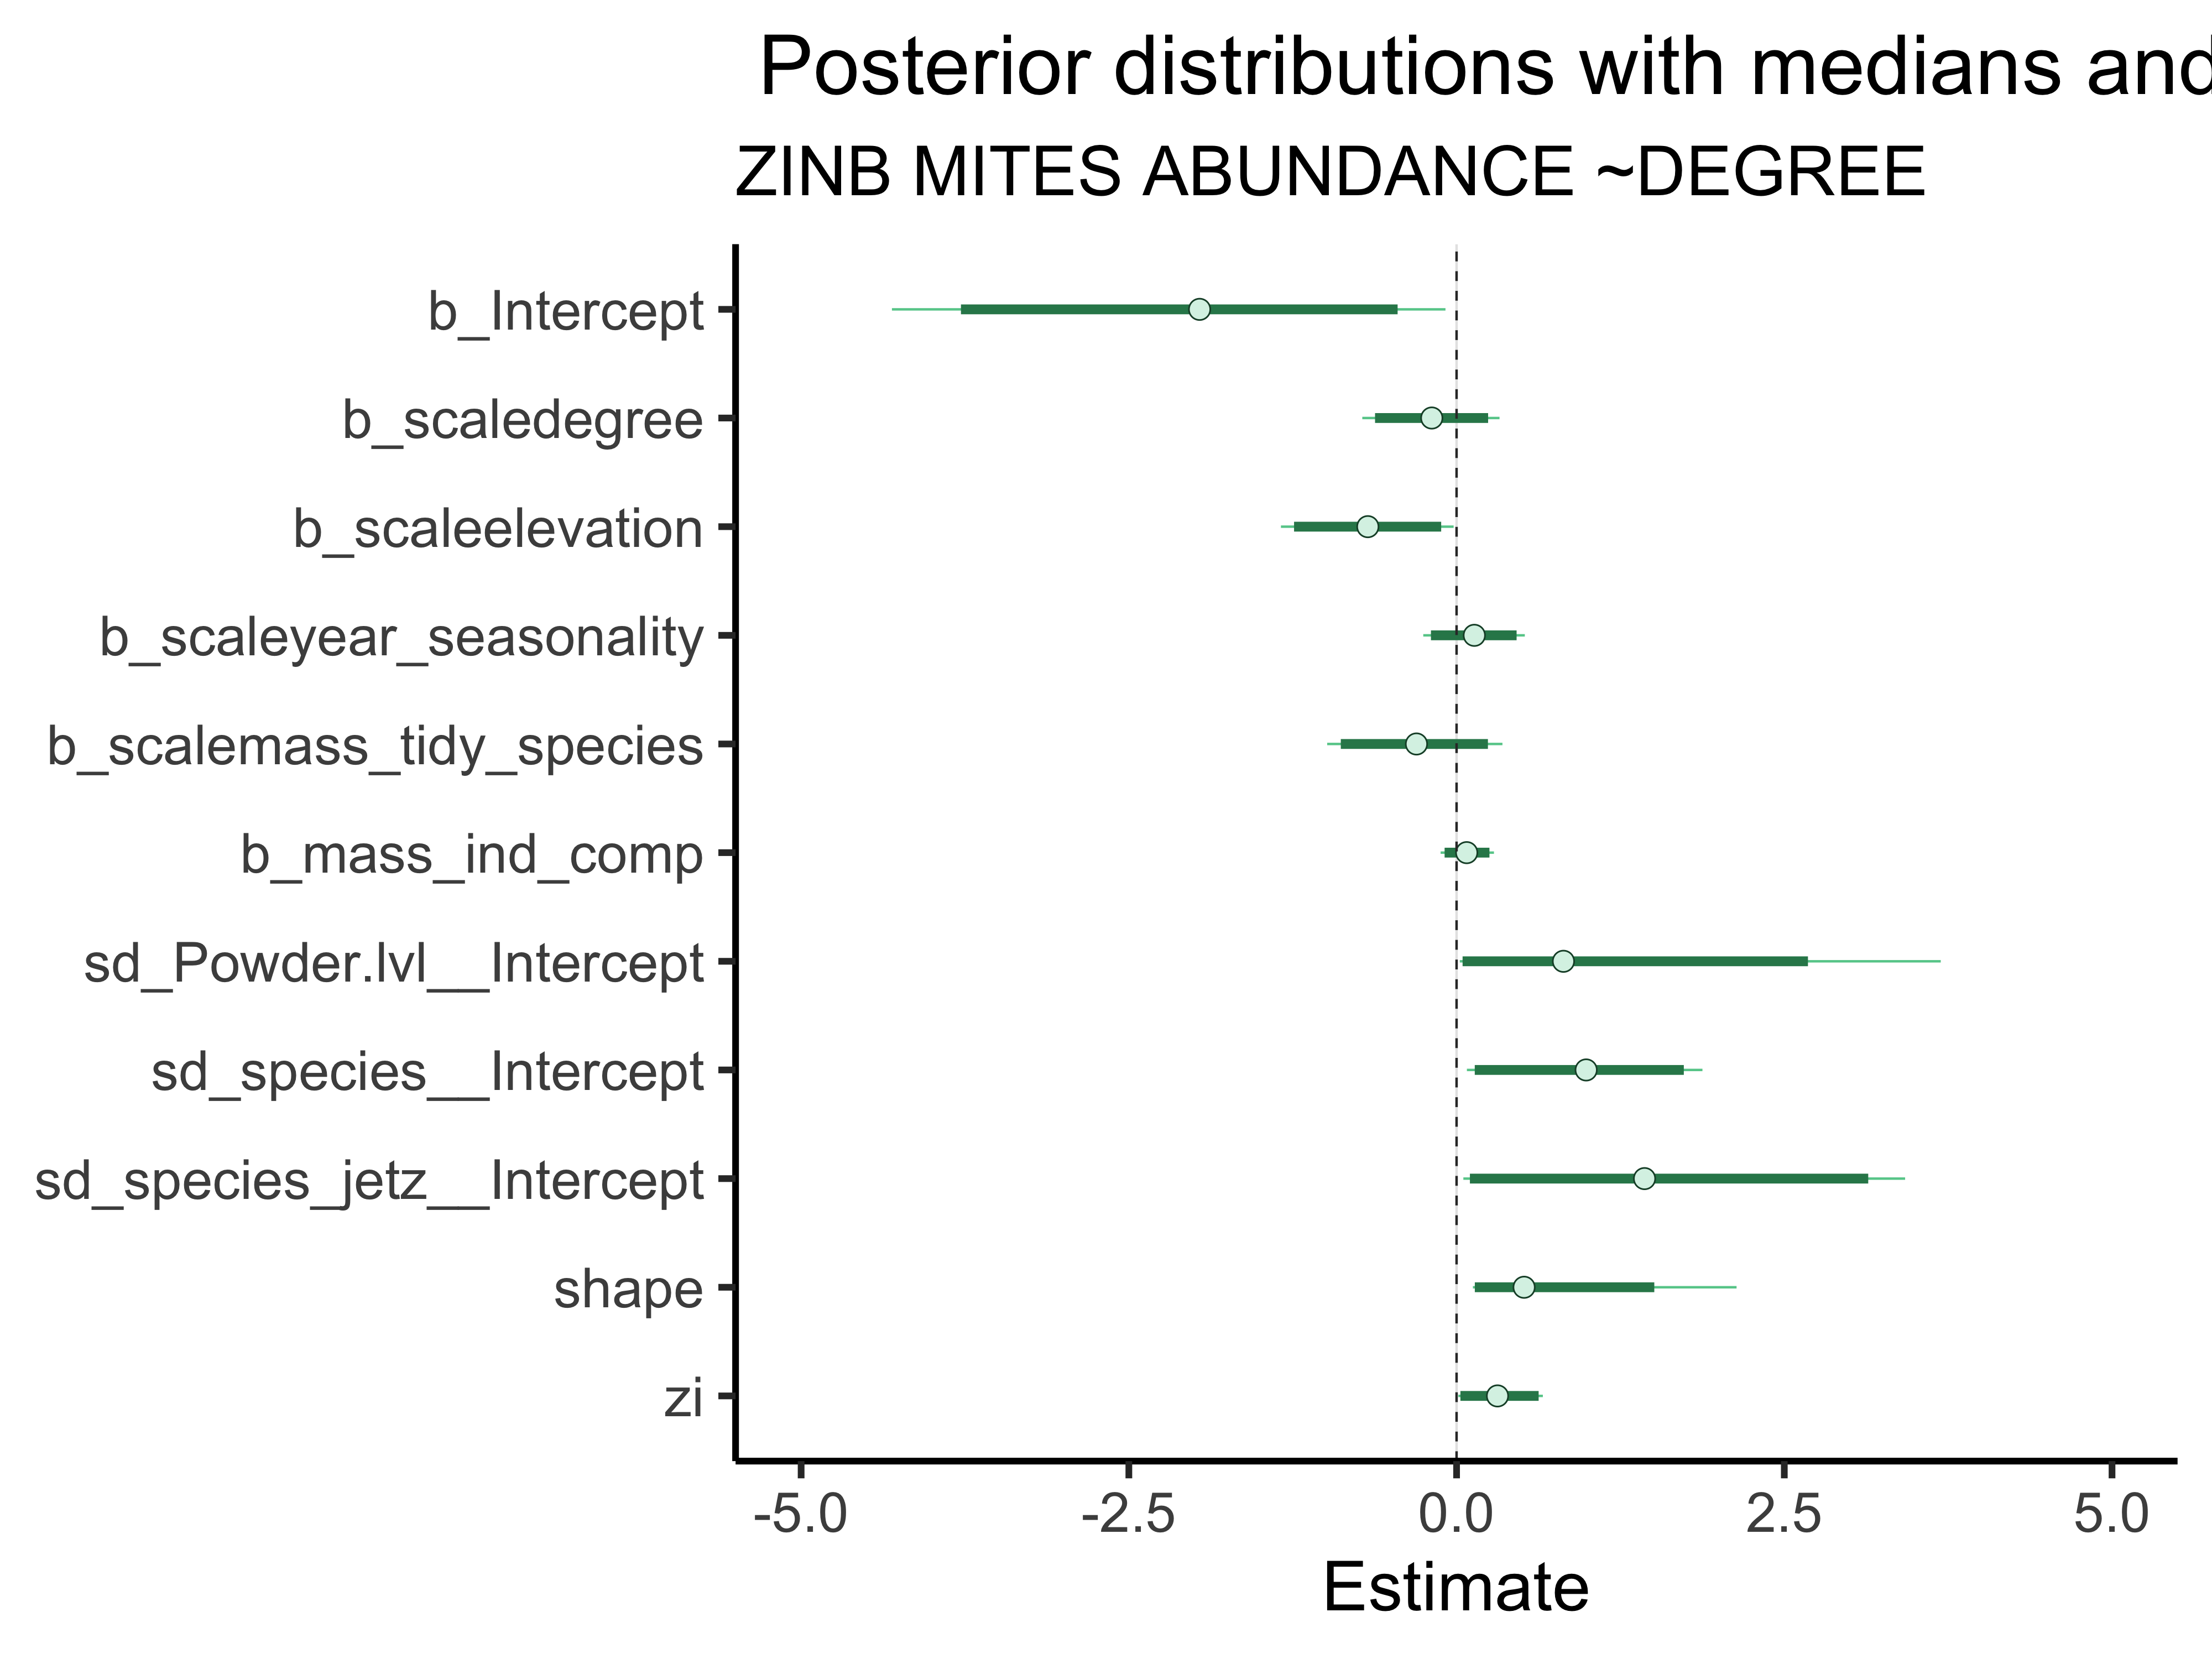 Posterior distributions with medians and
ZINB MITES ABUNDANCE ~DEGREE
b_Intercept
b_scaledegree
b_scaleelevation
b_scaleyear_seasonality
b_scalemass_tidy_species
b_mass_ind_comp
sd_Powder.lvl__Intercept
sd_species__Intercept
sd_species_jetz__Intercept
shape
zi
-5.0 -2.5 0.0 2.5 5.0
Estimate